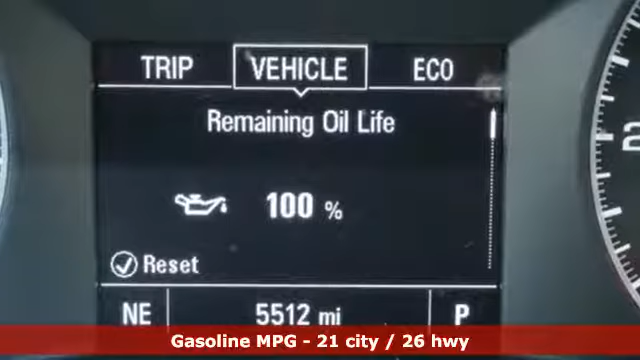 TRIP VEHICLE ECO
Remaining Oil Life
100 %
Reset
NE 5512 mi P
Gasoline MPG - 21 city / 26 hwy